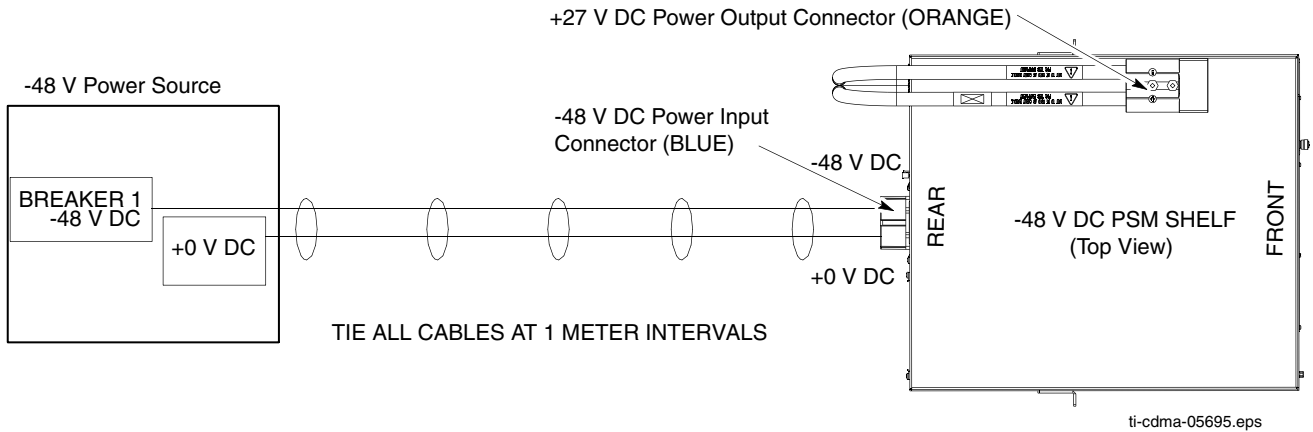 +27 V DC Power Output Connector (ORANGE)
-48 V Power Source
-48 V DC Power Input
Connector (BLUE)
-48 V DC
BREAKER 1
-48 V DC
+0 V DC
REAR
-48 V DC PSM SHELF
(Top View)
FRONT
+0 V DC
TIE ALL CABLES AT 1 METER INTERVALS
ti-cdma-05695.eps